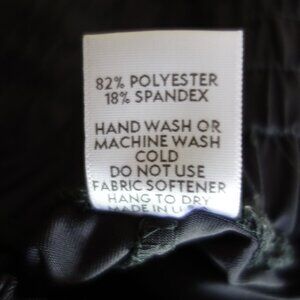 82% POLYESTER
18% SPANDEX
HAND WASH OR
MACHINE WASH
COLD
DO NOT USE
FABRIC SOFTENER
HANG TO DRY
MADE IN